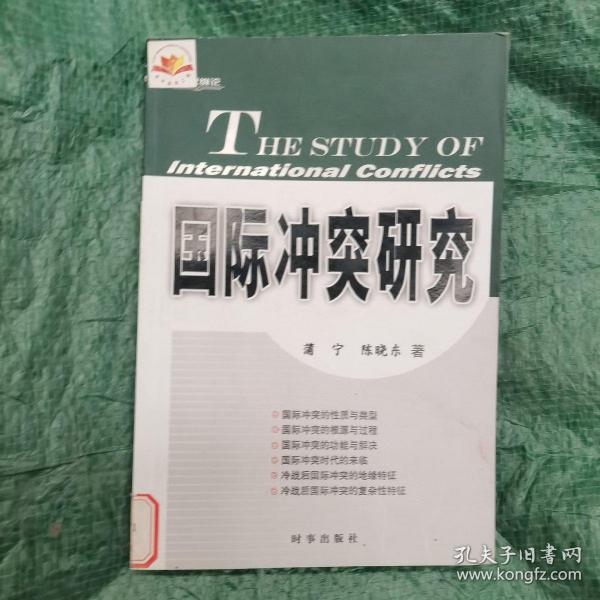 THE STUDY OF
International Conflicts
国际冲突研究
蒲宁 陈晓东 著
国际冲突的性质与类型
国际冲突的根源与过程
国际冲突的功能与解决
国际冲突时代的来临
冷战后国际冲突的地缘特征
冷战后国际冲突的复杂性特征
时事出版社
孔夫子旧书网
www.kongfz.com